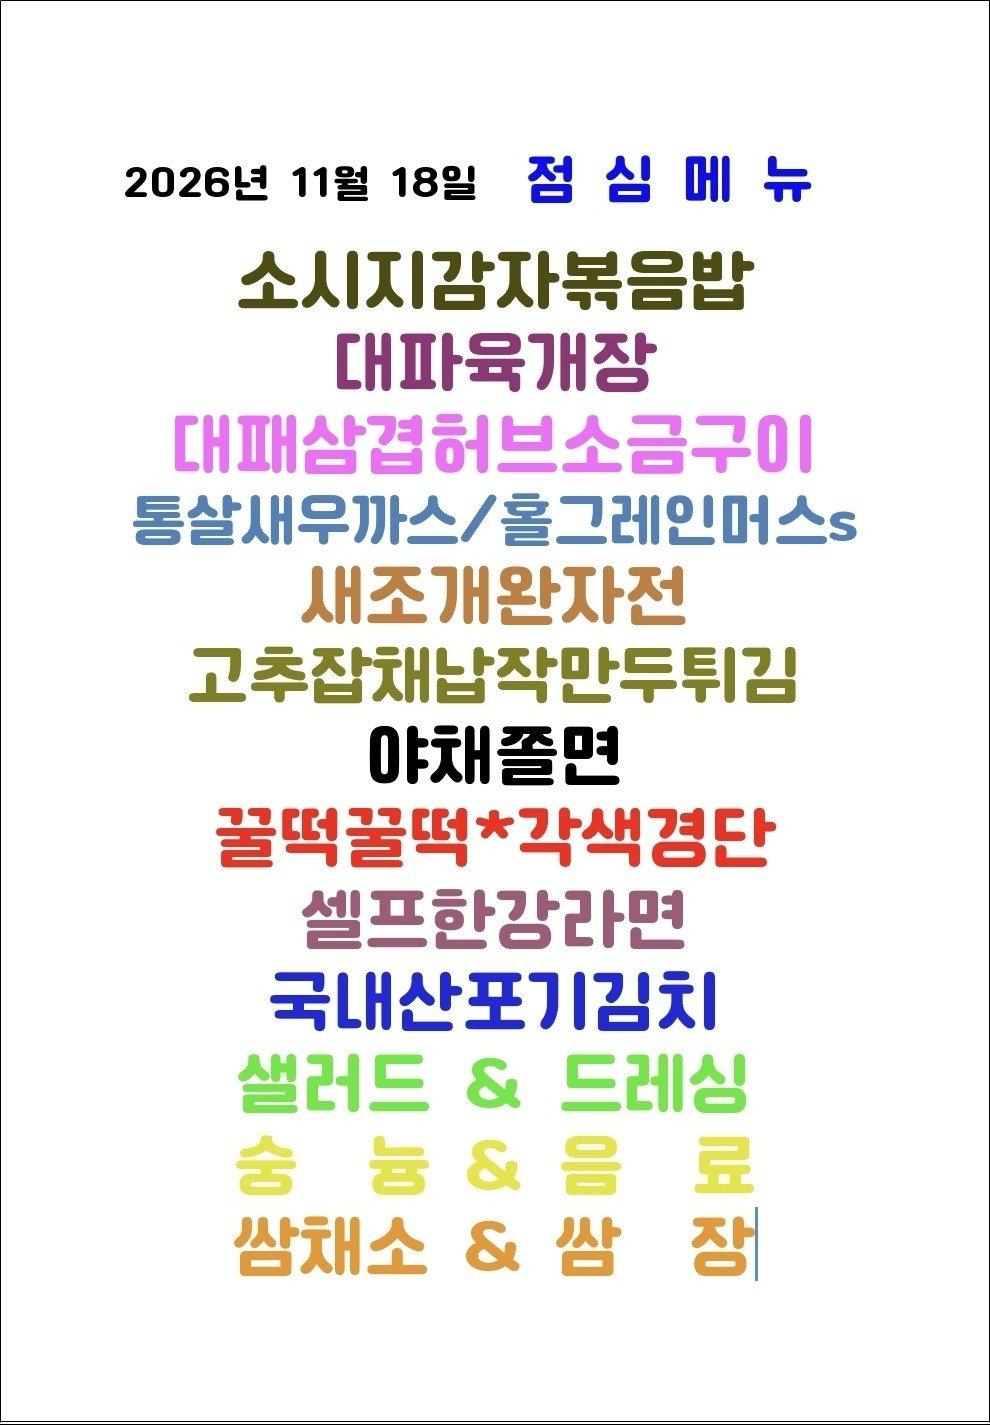 2026년 11월 18일 점 심 메 뉴
소시지감자볶음밥
대파육개장
대패삼겹허브소금구이
통살새우까스/홀그레인머스s
새조개완자전
고추잡채납작만두튀김
야채쫄면
꿀떡꿀떡*각색경단
셀프한강라면
국내산포기김치
샐러드 & 드레싱
숭 늉 & 음 료
쌈채소 & 쌈 장